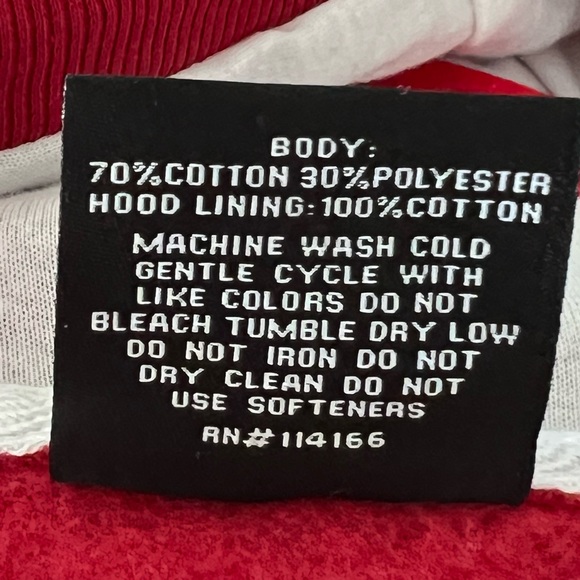 BODY:
70%COTTON 30%POLYESTER
HOOD LINING:100%COTTON
MACHINE WASH COLD
GENTLE CYCLE WITH
LIKE COLORS DO NOT
BLEACH TUMBLE DRY LOW
DO NOT IRON DO NOT
DRY CLEAN DO NOT
USE SOFTENERS
RN#114166